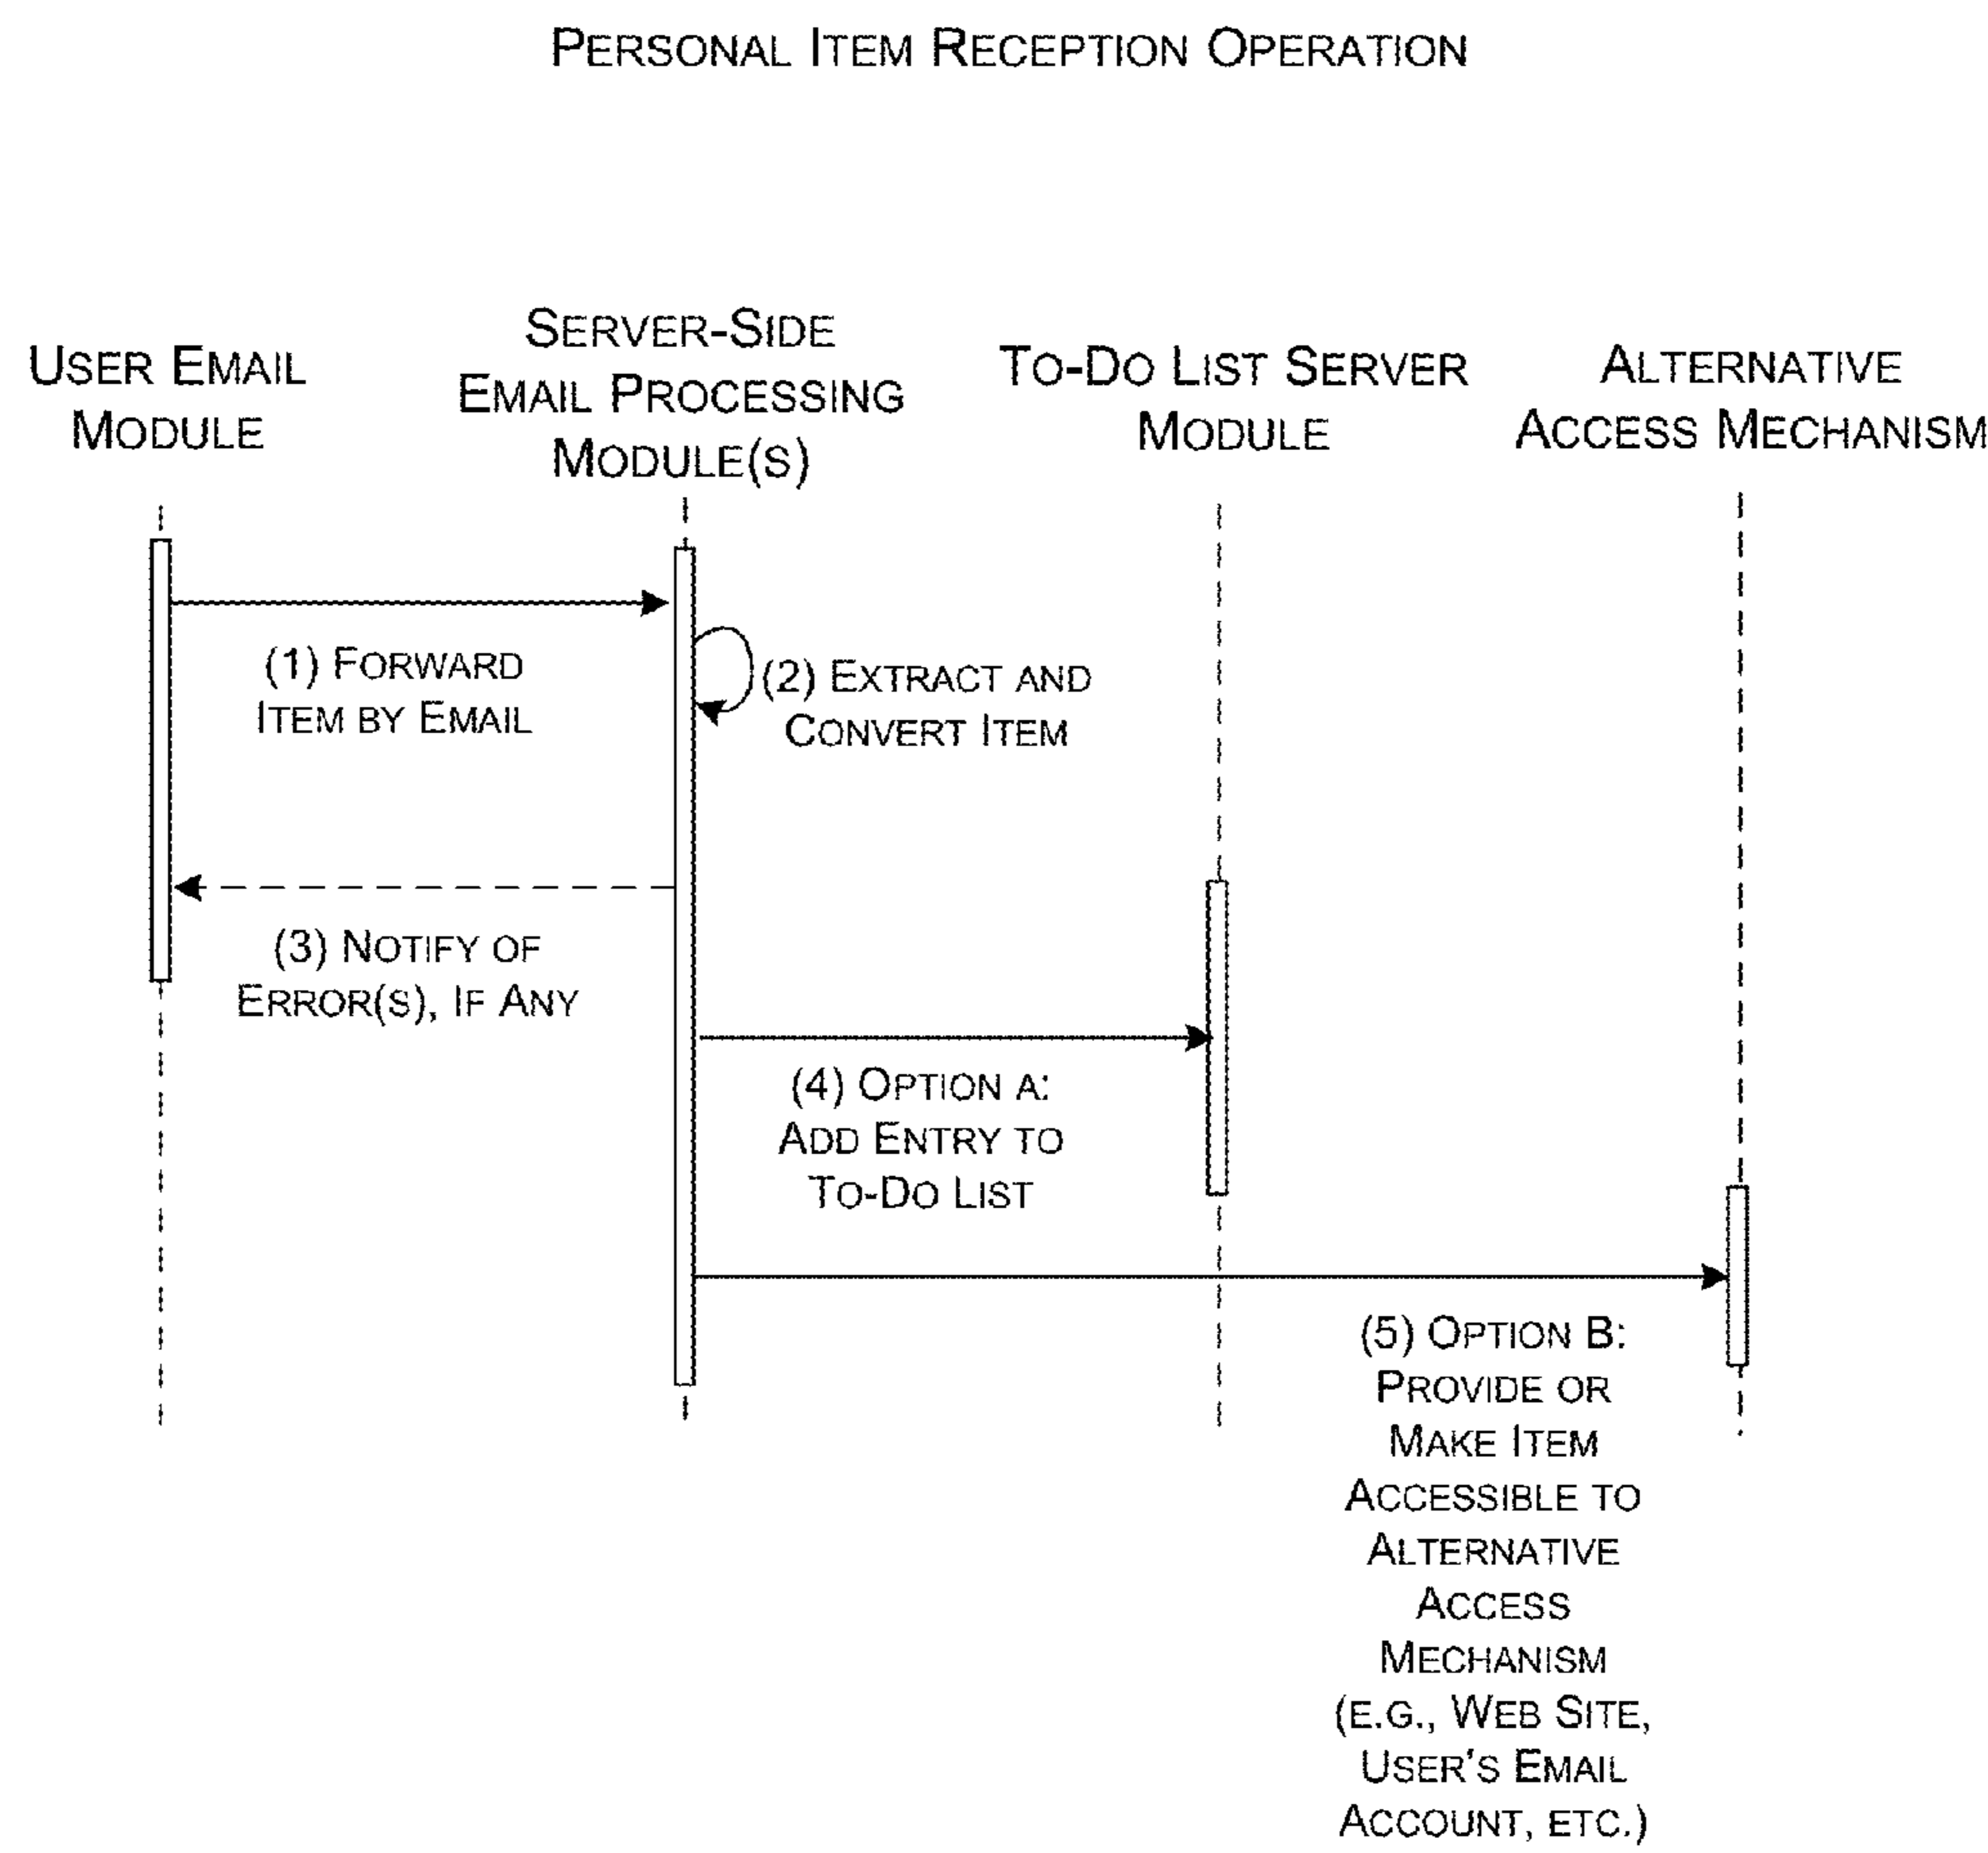 PERSONAL ITEM RECEPTION OPERATION
USER EMAIL
MODULE
SERVER-SIDE
EMAIL PROCESSING
MODULE(S)
TO-DO LIST SERVER
MODULE
ALTERNATIVE
ACCESS MECHANISM
(1) FORWARD
ITEM BY EMAIL
(2) EXTRACT AND
CONVERT ITEM
(3) NOTIFY OF
ERROR(S), IF ANY
(4) OPTION A:
ADD ENTRY TO
TO-DO LIST
(5) OPTION B:
PROVIDE OR
MAKE ITEM
ACCESSIBLE TO
ALTERNATIVE
ACCESS
MECHANISM
(E.G., WEB SITE,
USER'S EMAIL
ACCOUNT, ETC.)